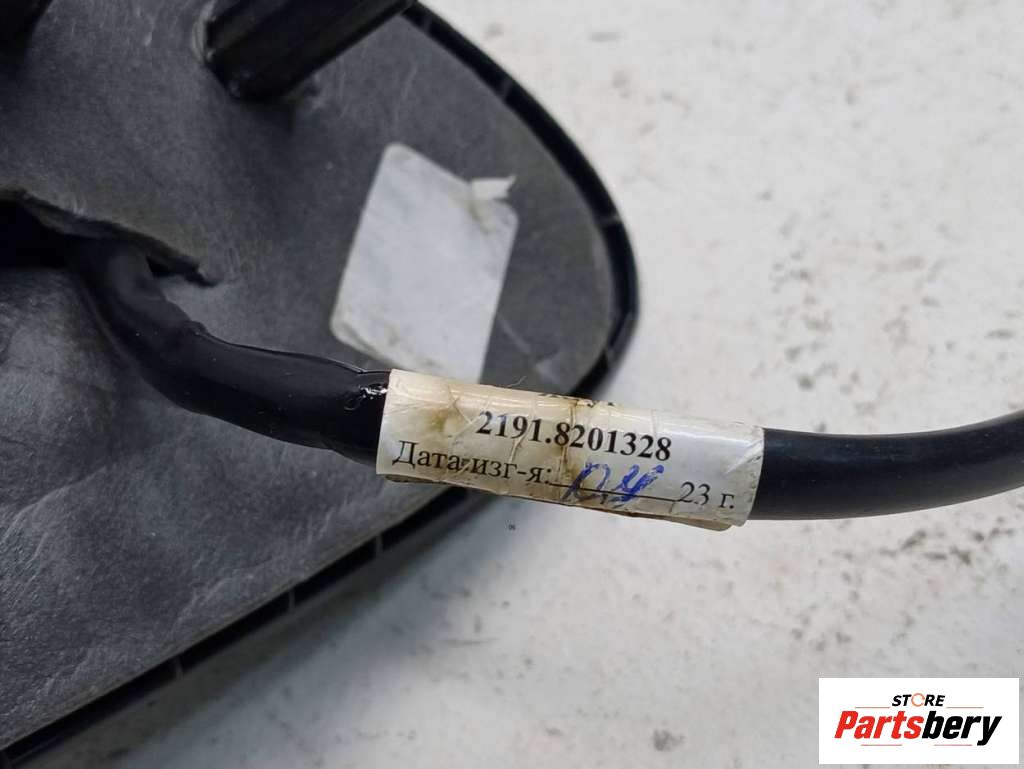 2191.8201328
Дата изг-я: 04 23 г.
STORE
Partsbery